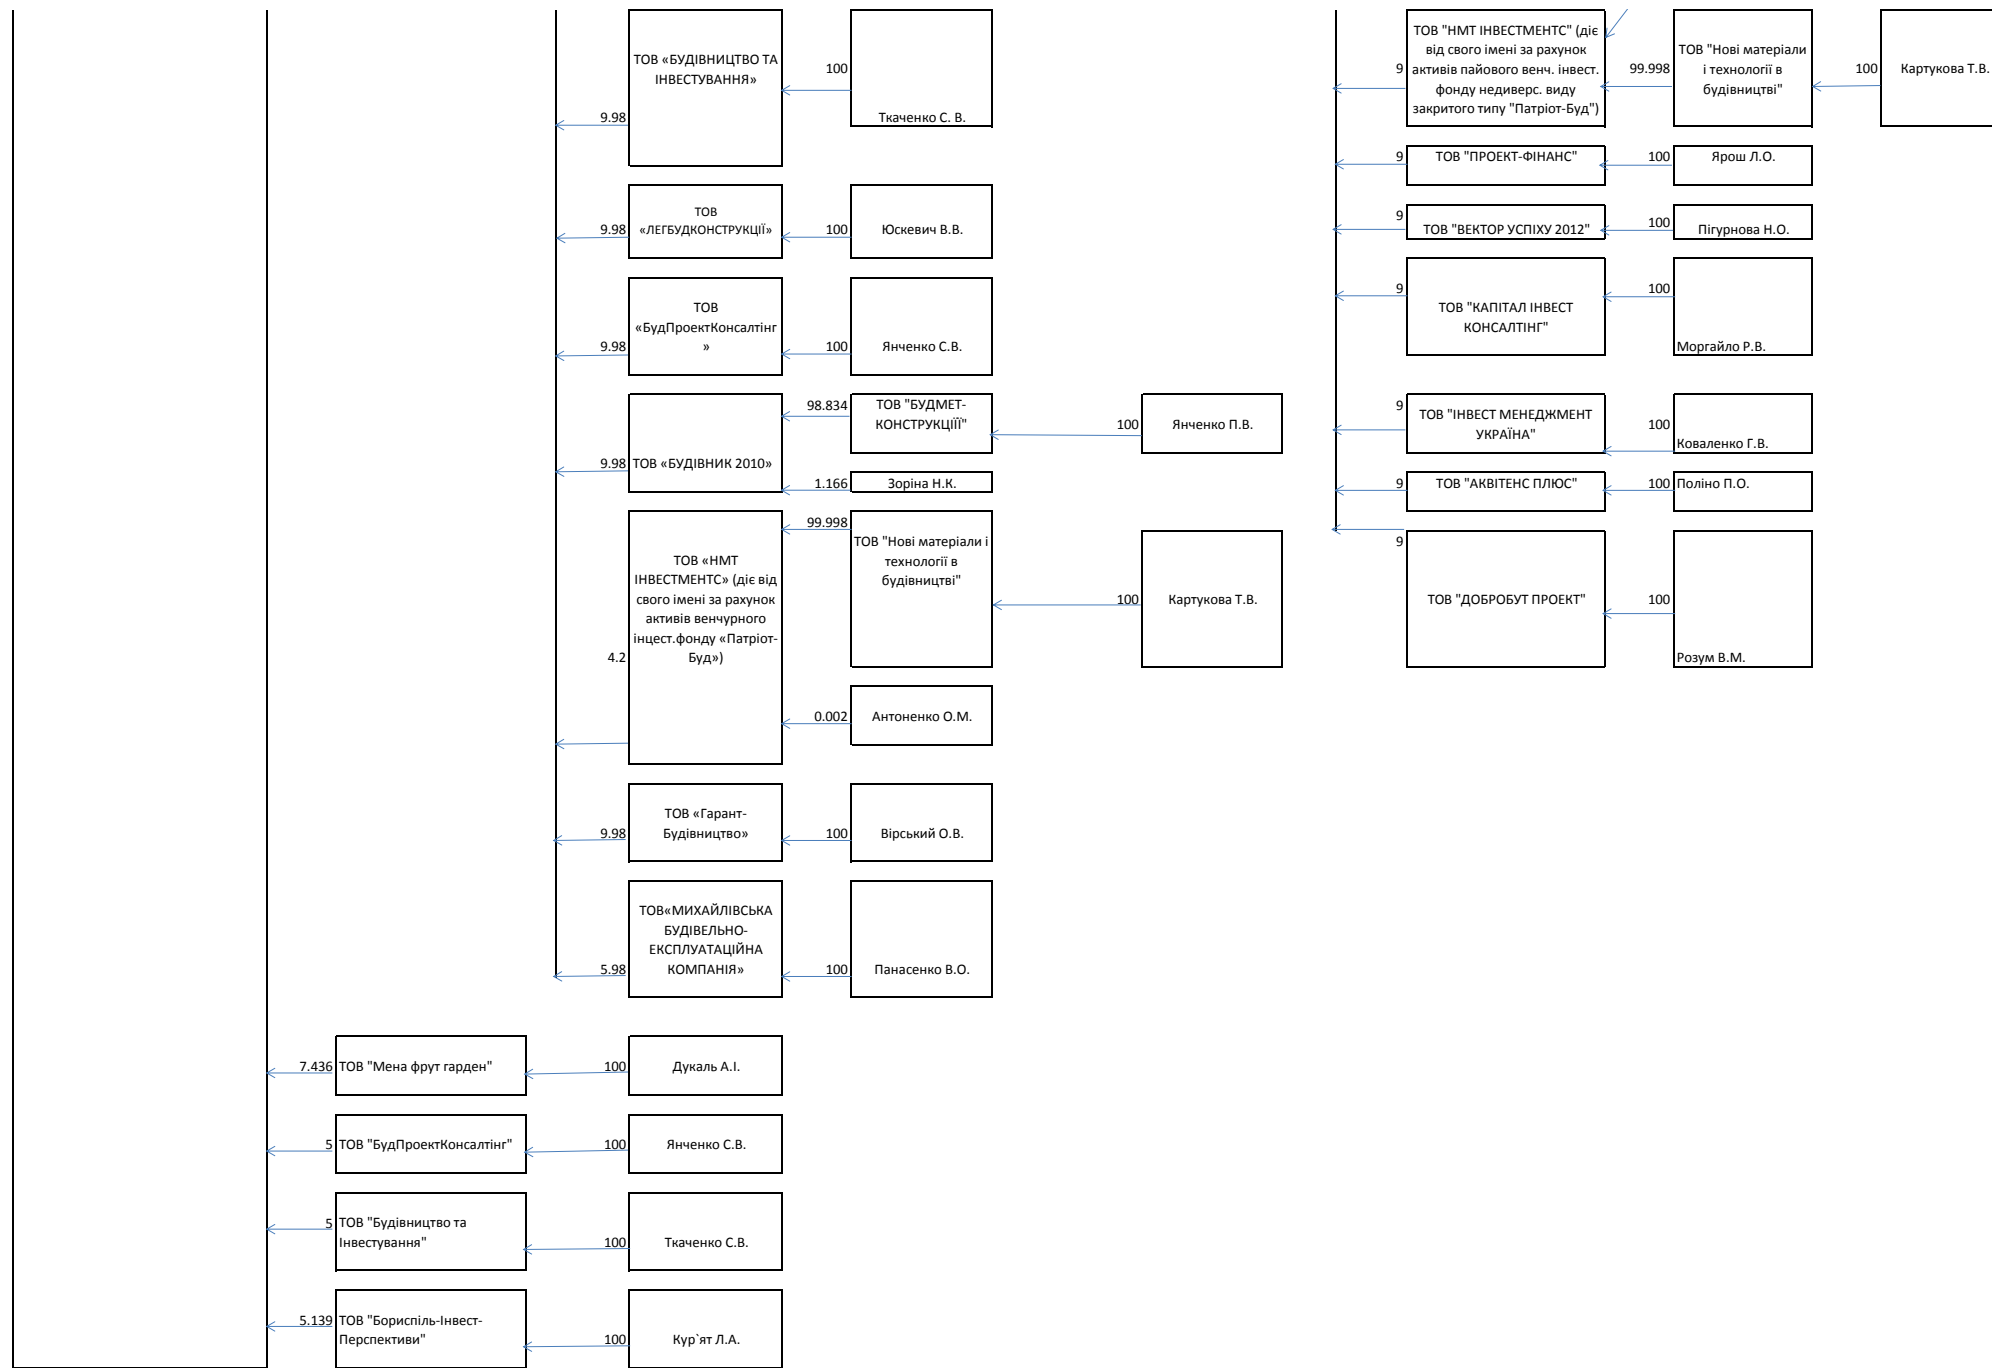 ТОВ «БУДІВНИЦТВО ТА
ІНВЕСТУВАННЯ»
100
9.98
Ткаченко С. В.
ТОВ
«ЛЕГБУДКОНСТРУКЦІЇ»
9.98
100
Юскевич В.В.
ТОВ
«БудПроектКонсалтінг
»
9.98
100
Янченко С.В.
98.834
ТОВ "БУДМЕТ-
КОНСТРУКЦІЇЇ"
100
Янченко П.В.
9.98
ТОВ «БУДІВНИК 2010»
1.166
Зоріна Н.К.
99.998
ТОВ "Нові матеріали і
технології в
будівництві"
ТОВ «НМТ
ІНВЕСТМЕНТС» (діє від
свого імені за рахунок
активів венчурного
інцест.фонду «Патріот-
Буд»)
100
Картукова Т.В.
4.2
0.002
Антоненко О.М.
ТОВ «Гарант-
Будівництво»
9.98
100
Вірський О.В.
ТОВ«МИХАЙЛІВСЬКА
БУДІВЕЛЬНО-
ЕКСПЛУАТАЦІЙНА
КОМПАНІЯ»
5.98
100
Панасенко В.О.
7.436
ТОВ "Мена фрут гарден"
100
Дукаль А.І.
5
ТОВ "БудПроектКонсалтінг"
100
Янченко С.В.
5
ТОВ "Будівництво та
Інвестування"
100
Ткаченко С.В.
5.139
ТОВ "Бориспіль-Інвест-
Перспективи"
100
Кур`ят Л.А.
ТОВ "НМТ ІНВЕСТМЕНТС" (діє
від свого імені за рахунок
активів пайового венч. інвест.
фонду недиверс. виду
закритого типу "Патріот-Буд")
9
99.998
ТОВ "Нові матеріали
і технології в
будівництві"
100
Картукова Т.В.
9
ТОВ "ПРОЕКТ-ФІНАНС"
100
Ярош Л.О.
9
ТОВ "ВЕКТОР УСПІХУ 2012"
100
Пігурнова Н.О.
9
ТОВ "КАПІТАЛ ІНВЕСТ
КОНСАЛТІНГ"
100
Моргайло Р.В.
9
ТОВ "ІНВЕСТ МЕНЕДЖМЕНТ
УКРАЇНА"
100
Коваленко Г.В.
9
ТОВ "АКВІТЕНС ПЛЮС"
100
Поліно П.О.
9
ТОВ "ДОБРОБУТ ПРОЕКТ"
100
Розум В.М.